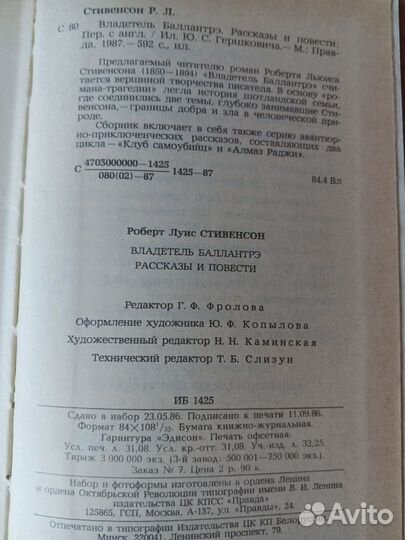 Стивенсон Р. Л.
С 80 Владетель Баллантрэ. Рассказы и повести:
Пер. с англ. / Ил. Ю. С. Гершковича.— М.: Прав-
да, 1987.— 592 с., ил.
Предлагаемый читателю роман Роберта Льюиса
Стивенсона (1850—1894) «Владетель Баллантрэ» счи-
тается вершиной творчества писателя. В основу «ро-
мана-трагедии» легла история шотландской семьи,
где соединились две темы, глубоко занимавшие Сти-
венсона,— границы добра и зла в человеческой при-
роде.
Сборник включает в себя также серию авантюр-
но-приключенческих рассказов, составляющих два
цикла — «Клуб самоубийц» и «Алмаз Раджи».
С 4703000000—1425
080(02)—87 1425—87
84.4 Вл
Роберт Луис СТИВЕНСОН
ВЛАДЕТЕЛЬ БАЛЛАНТРЭ
РАССКАЗЫ И ПОВЕСТИ
Редактор Г. Ф. Фролова
Оформление художника Ю. Ф. Копылова
Художественный редактор Н. Н. Каминская
Технический редактор Т. Б. Слизун
ИБ 1425
Сдано в набор 23.05.86. Подписано к печати 11.09.86.
Формат 84×108 1/32. Бумага книжно-журнальная.
Гарнитура «Эдисон». Печать офсетная.
Усл. печ. л. 31,08. Усл. кр.-отт. 31,08. Уч.-изд. л. 32,25.
Тираж 3 000 000 экз. (3-й завод: 500 001—750 000 экз.)
Заказ № 7. Цена 2 р. 90 к.
Набор и фотоформы изготовлены в ордена Ленина
и ордена Октябрьской Революции типографии имени В. И. Ленина
издательства ЦК КПСС «Правда»
125865, ГСП, Москва, А-137, ул. «Правды», 24.
Отпечатано в типографии Издательства ЦК КП
Минск, 220041, Ленинский проспект, 79.
Avito